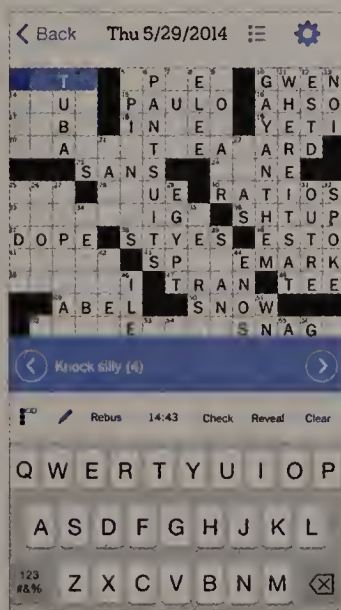 Back Thu 5/29/2014
T P E G W E N
U P A U L O A H S O
B I N E Y E T I
A T E A A R D
S A N S N E
U E R A T I O S
I G S H T U P
D O P E S T Y E S E S T O
S P E M A R K
I T R A N T E E
A B E L S N O W
E S N A G
Knock silly (4)
Rebus 14:43 Check Reveal Clear
Q W E R T Y U I O P
A S D F G H J K L
123 Z X C V B N M
#&%